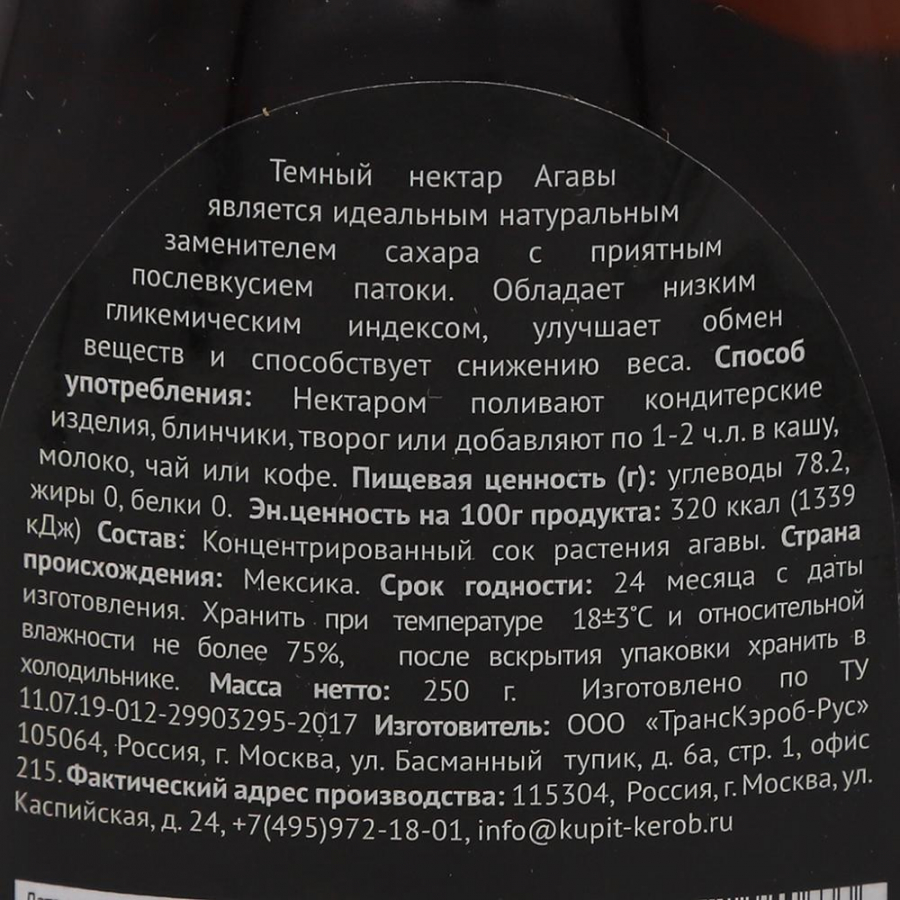 Темный нектар Агавы
является идеальным натуральным
заменителем сахара с приятным
послевкусием патоки. Обладает низким
гликемическим индексом, улучшает обмен
веществ и способствует снижению веса. Способ
употребления: Нектаром поливают кондитерские
изделия, блинчики, творог или добавляют по 1-2 ч.л. в кашу,
молоко, чай или кофе. Пищевая ценность (г): углеводы 78.2,
жиры 0, белки 0. Эн.ценность на 100г продукта: 320 ккал (1339
кДж) Состав: Концентрированный сок растения агавы. Страна
происхождения: Мексика. Срок годности: 24 месяца с даты
изготовления. Хранить при температуре 18±3°С и относительной
влажности не более 75%, после вскрытия упаковки хранить в
холодильнике. Масса нетто: 250 г. Изготовлено по ТУ
11.07.19-012-29903295-2017 Изготовитель: ООО «ТрансКэроб-Рус»
105064, Россия, г. Москва, ул. Басманный тупик, д. 6а, стр. 1, офис
215. Фактический адрес производства: 115304, Россия, г. Москва, ул.
Каспийская, д. 24, +7(495)972-18-01, info@kupit-kerob.ru